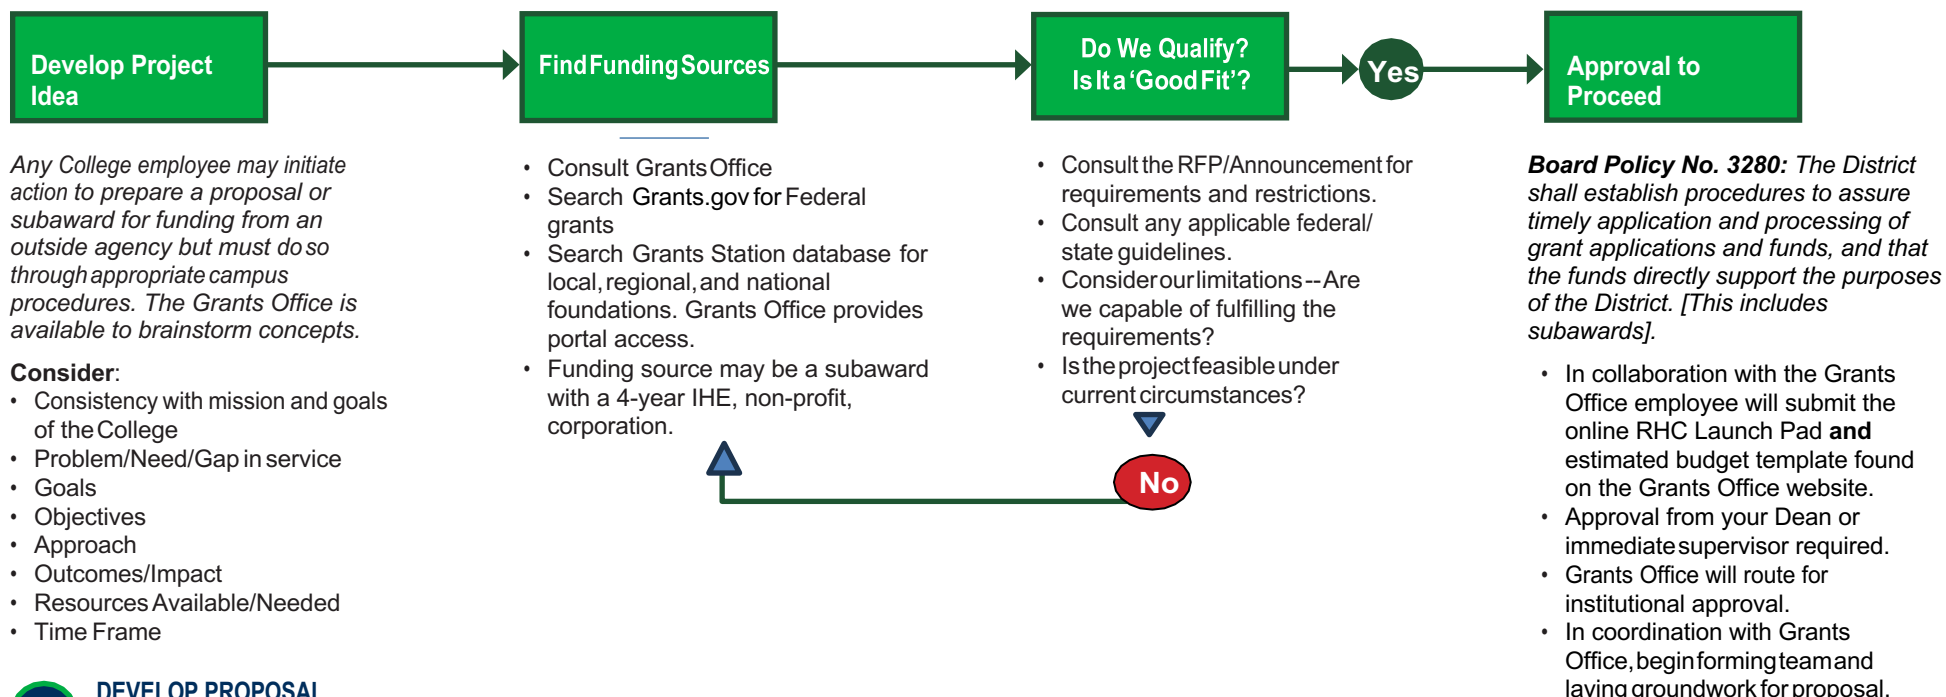 Develop Project
Idea
Find Funding Sources
Do We Qualify?
Is It a ‘Good Fit’?
Yes
Approval to
Proceed
Any College employee may initiate
action to prepare a proposal or
subaward for funding from an
outside agency but must do so
through appropriate campus
procedures. The Grants Office is
available to brainstorm concepts.
Consider:
• Consistency with mission and goals
of the College
• Problem/Need/Gap in service
• Goals
• Objectives
• Approach
• Outcomes/Impact
• Resources Available/Needed
• Time Frame
• Consult Grants Office
• Search Grants.gov for Federal
grants
• Search Grants Station database for
local, regional, and national
foundations. Grants Office provides
portal access.
• Funding source may be a subaward
with a 4-year IHE, non-profit,
corporation.
• Consult the RFP/Announcement for
requirements and restrictions.
• Consult any applicable federal/
state guidelines.
• Consider our limitations -- Are
we capable of fulfilling the
requirements?
• Is the project feasible under
current circumstances?
No
Board Policy No. 3280: The District
shall establish procedures to assure
timely application and processing of
grant applications and funds, and that
the funds directly support the purposes
of the District. [This includes
subawards].
• In collaboration with the Grants
Office employee will submit the
online RHC Launch Pad and
estimated budget template found
on the Grants Office website.
• Approval from your Dean or
immediate supervisor required.
• Grants Office will route for
institutional approval.
• In coordination with Grants
Office, begin forming team and
laying groundwork for proposal.
DEVELOP PROPOSAL